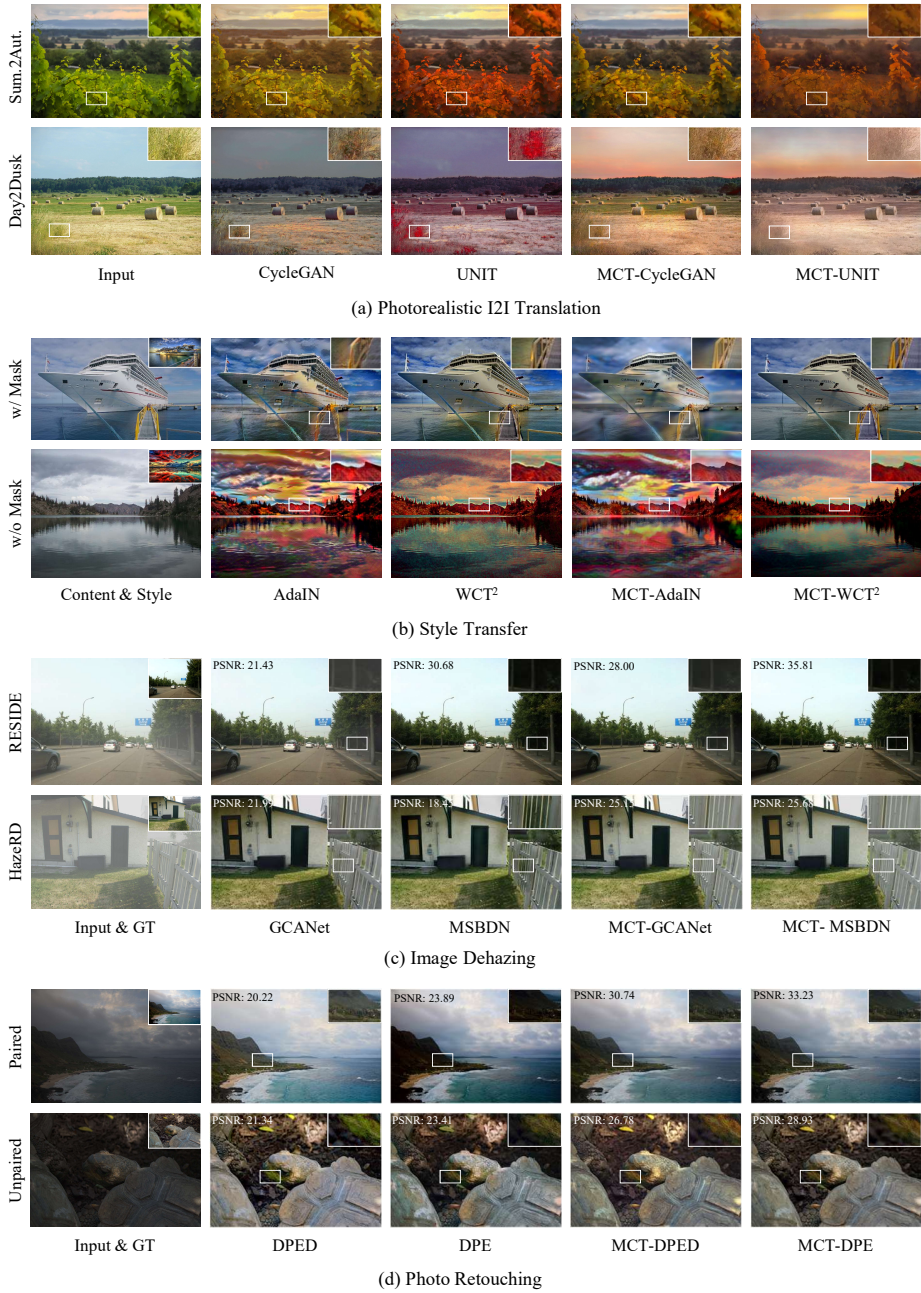 Sum.2Aut.
Day2Dusk
Input CycleGAN UNIT MCT-CycleGAN MCT-UNIT
(a) Photorealistic I2I Translation
w/ Mask
w/o Mask
Content & Style AdaIN WCT² MCT-AdaIN MCT-WCT²
(b) Style Transfer
RESIDE
PSNR: 21.43 PSNR: 30.68 PSNR: 28.00 PSNR: 35.81
HazeRD
PSNR: 21.99 PSNR: 18.43 PSNR: 25.13 PSNR: 25.68
Input & GT GCANet MSBDN MCT-GCANet MCT- MSBDN
(c) Image Dehazing
Paired
PSNR: 20.22 PSNR: 23.89 PSNR: 30.74 PSNR: 33.23
Unpaired
PSNR: 21.34 PSNR: 23.41 PSNR: 26.78 PSNR: 28.93
Input & GT DPED DPE MCT-DPED MCT-DPE
(d) Photo Retouching